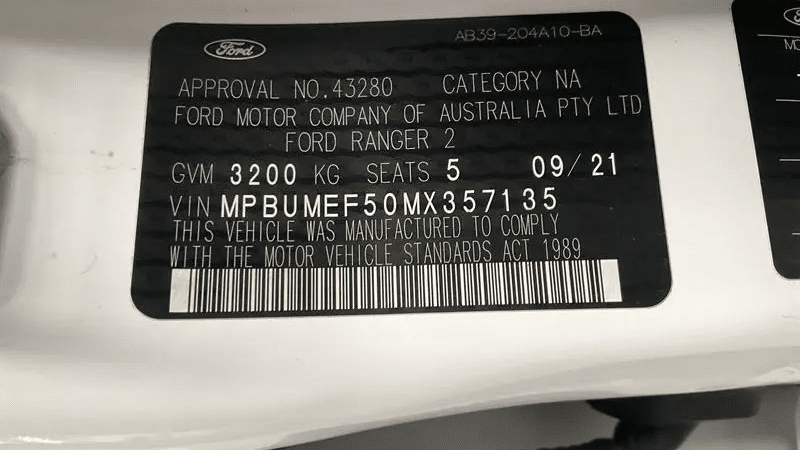 Ford
AB39-204A10-BA
APPROVAL NO.43280 CATEGORY NA
FORD MOTOR COMPANY OF AUSTRALIA PTY LTD
FORD RANGER 2
GVM 3200 KG SEATS 5 09/21
VIN MPBUMEF50MX357135
THIS VEHICLE WAS MANUFACTURED TO COMPLY
WITH THE MOTOR VEHICLE STANDARDS ACT 1989
Ford